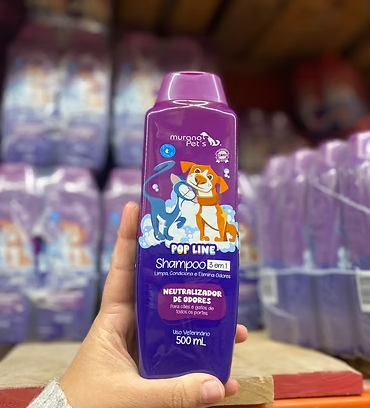 murano
Pet's
POP LINE
Shampoo 3 em 1
Limpa, Condiciona e Elimina Odores
NEUTRALIZADOR
DE ODORES
Para cães e gatos de
todos os portes
Uso Veterinário
500 mL